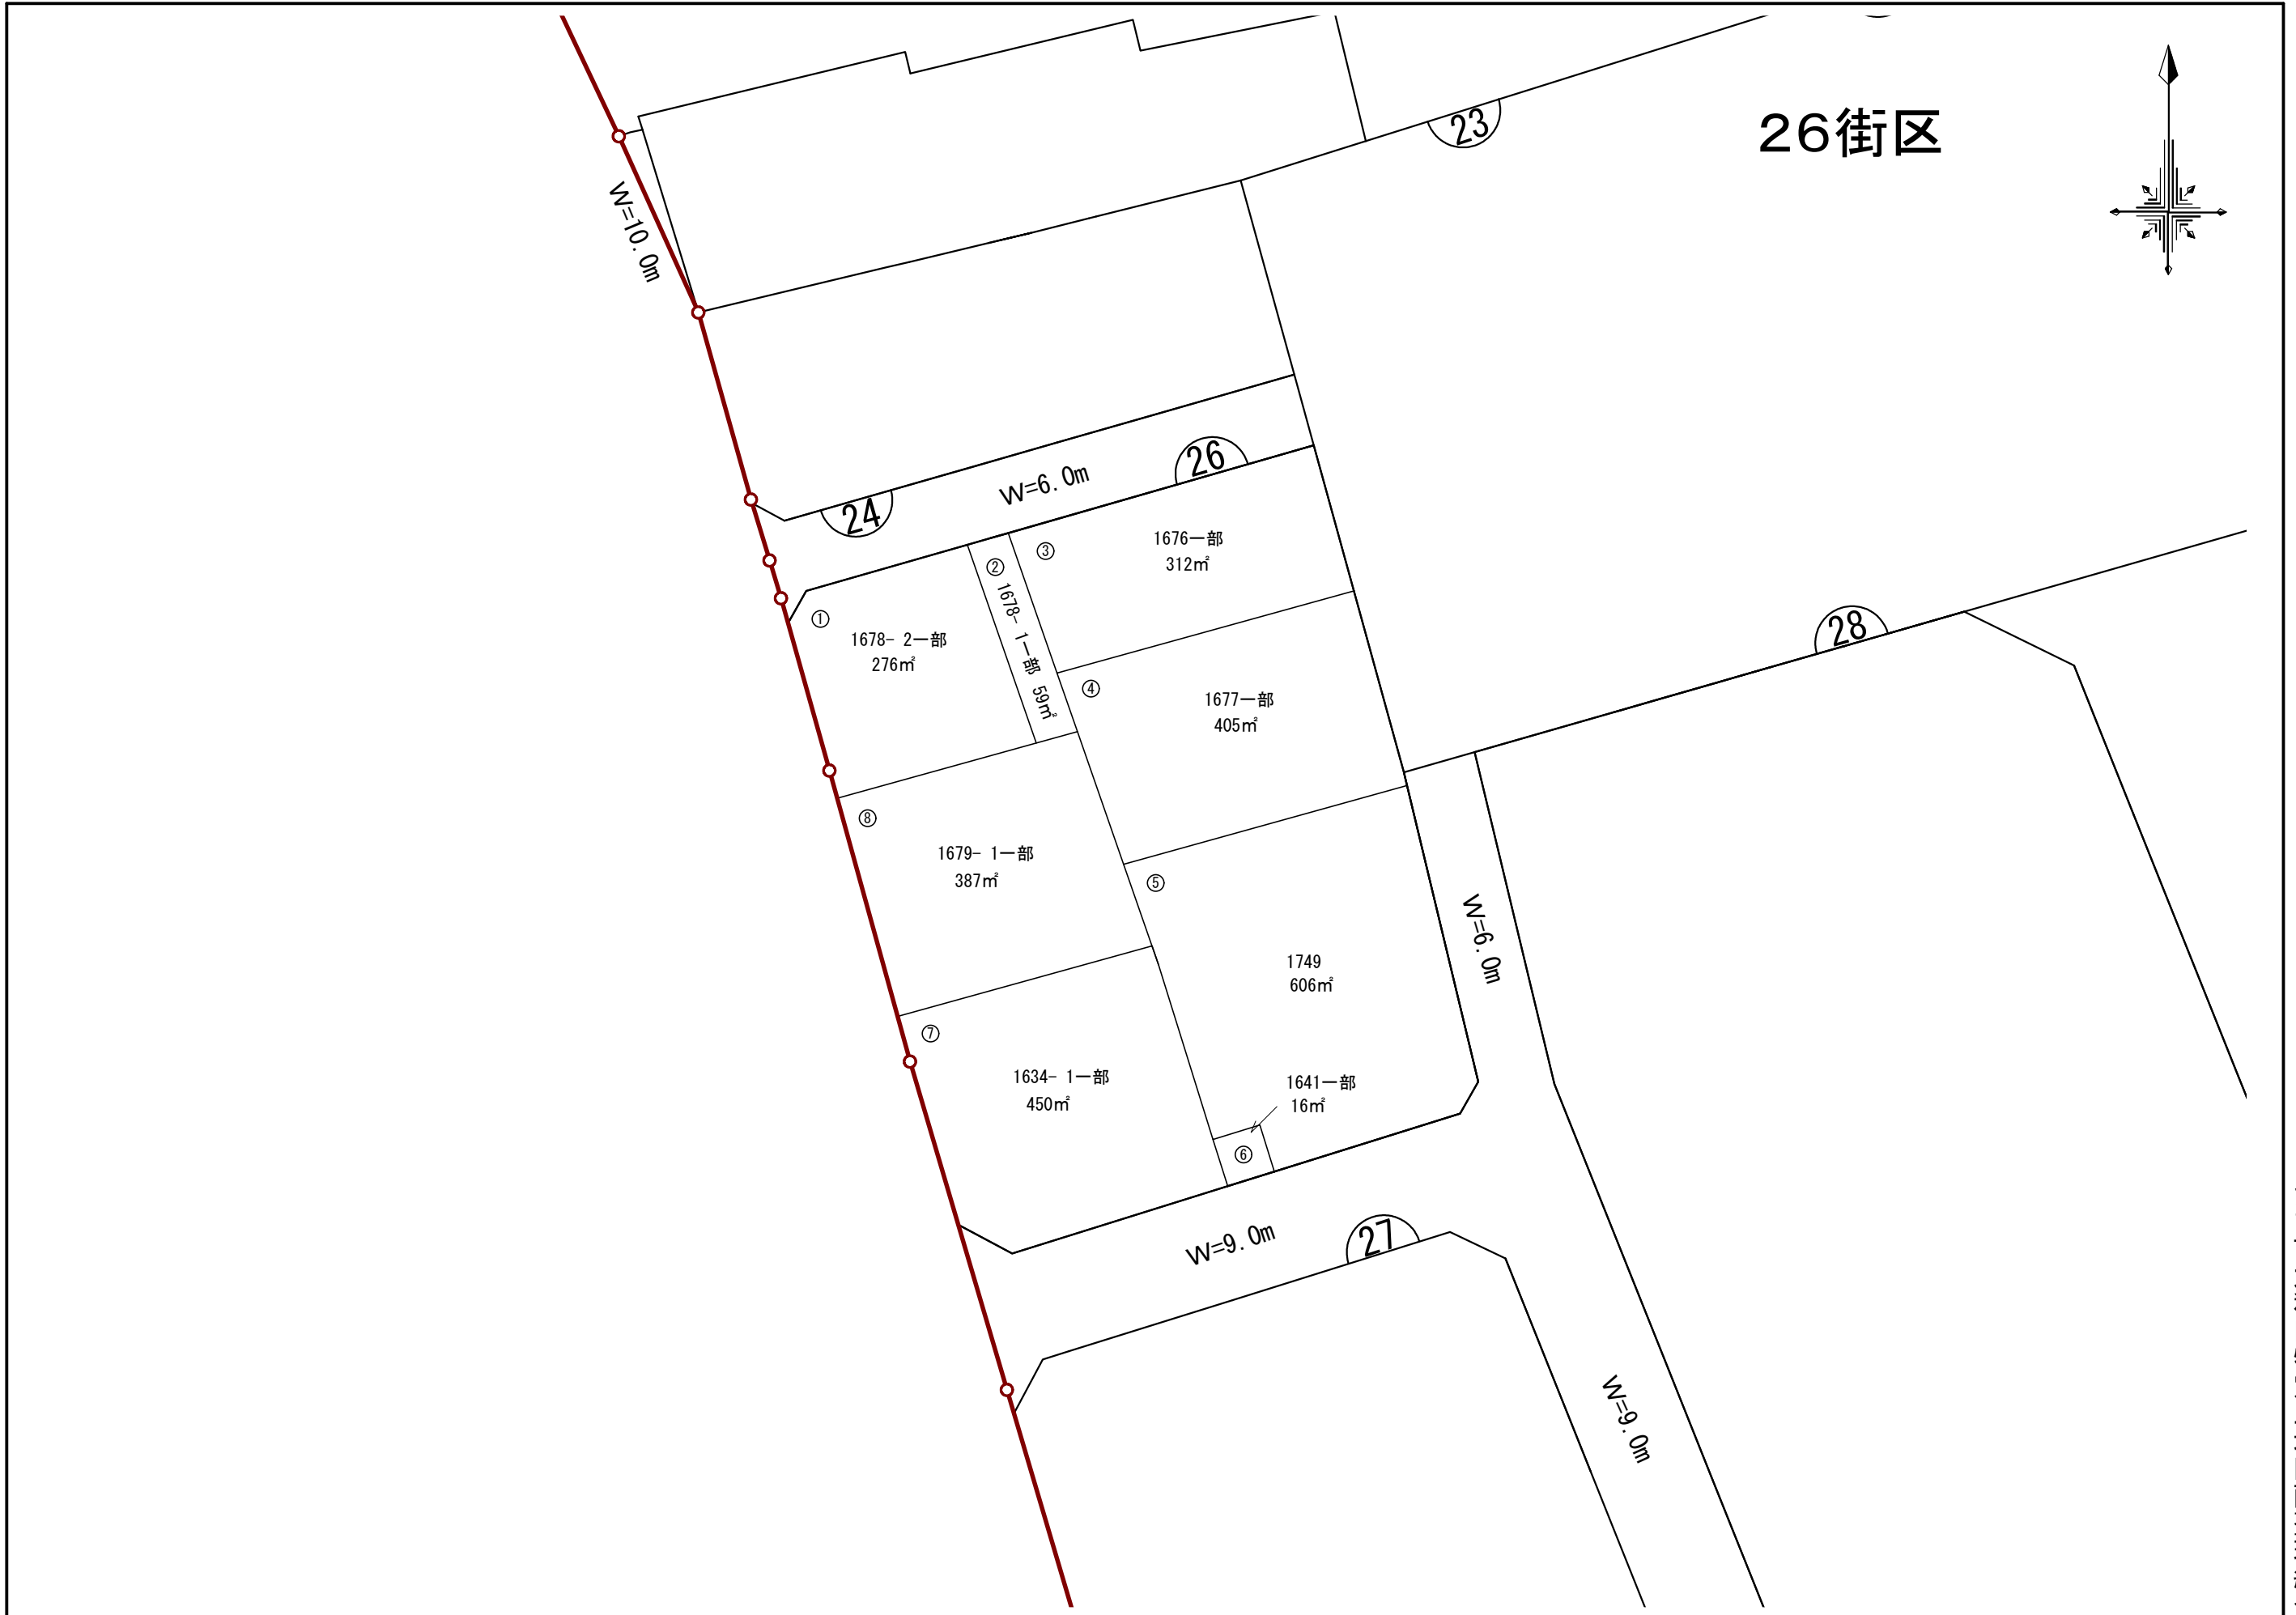 26街区
23
W=10.0m
26
W=6.0m
24
③
1676一部
312㎡
②
1678- 1一部 59㎡
①
1678- 2一部
276㎡
28
④
1677一部
405㎡
⑧
1679- 1一部
387㎡
⑤
W=6.0m
1749
606㎡
⑦
1634- 1一部
450㎡
1641一部
16㎡
⑥
W=9.0m
27
W=9.0m